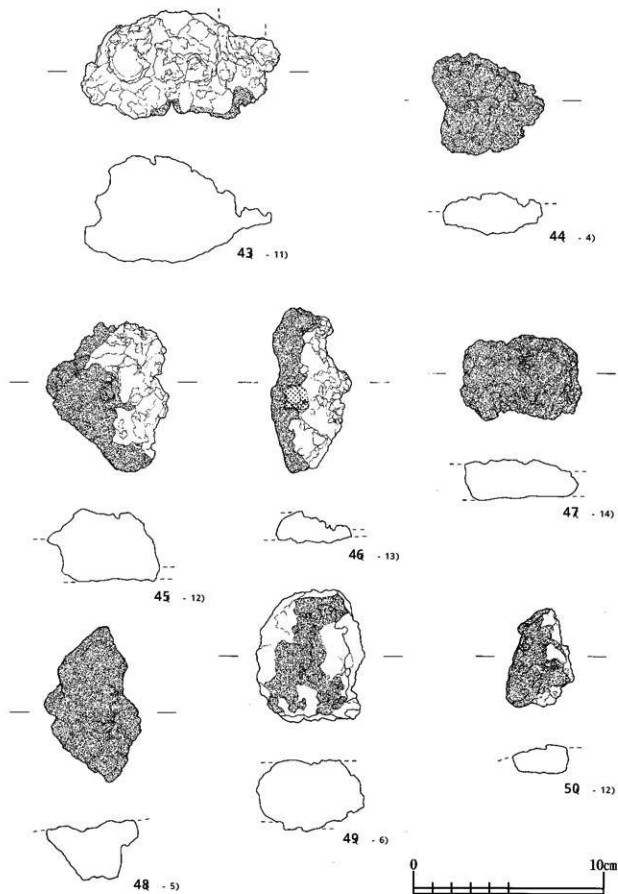 43( - 11)
44( - 4)
45( - 12)
46( - 13)
47( - 14)
48( - 5)
49( - 6)
50( - 12)
0 10cm